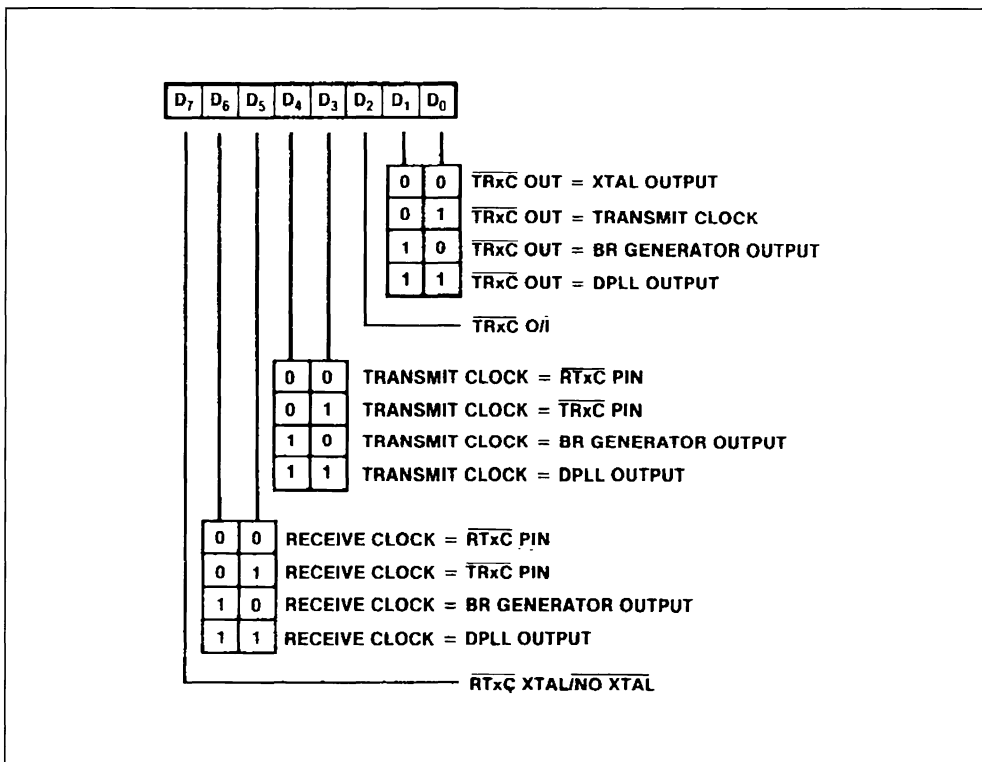 D7 D6 D5 D4 D3 D2 D1 D0
0 0 TRxC OUT = XTAL OUTPUT
0 1 TRxC OUT = TRANSMIT CLOCK
1 0 TRxC OUT = BR GENERATOR OUTPUT
1 1 TRxC OUT = DPLL OUTPUT
TRxC O/I
0 0 TRANSMIT CLOCK = RTxC PIN
0 1 TRANSMIT CLOCK = TRxC PIN
1 0 TRANSMIT CLOCK = BR GENERATOR OUTPUT
1 1 TRANSMIT CLOCK = DPLL OUTPUT
0 0 RECEIVE CLOCK = RTxC PIN
0 1 RECEIVE CLOCK = TRxC PIN
1 0 RECEIVE CLOCK = BR GENERATOR OUTPUT
1 1 RECEIVE CLOCK = DPLL OUTPUT
RTxC XTAL/NO XTAL